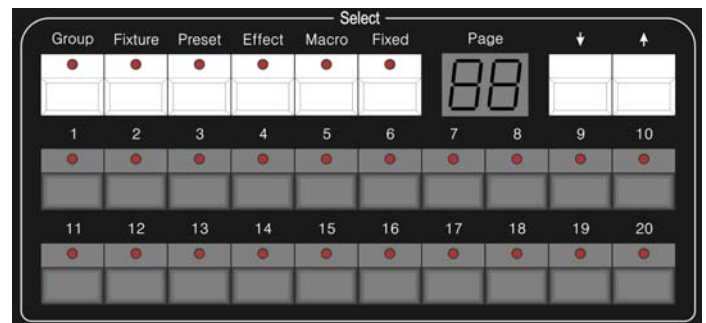 Select
Group Fixture Preset Effect Macro Fixed Page
88
1 2 3 4 5 6 7 8 9 10
11 12 13 14 15 16 17 18 19 20